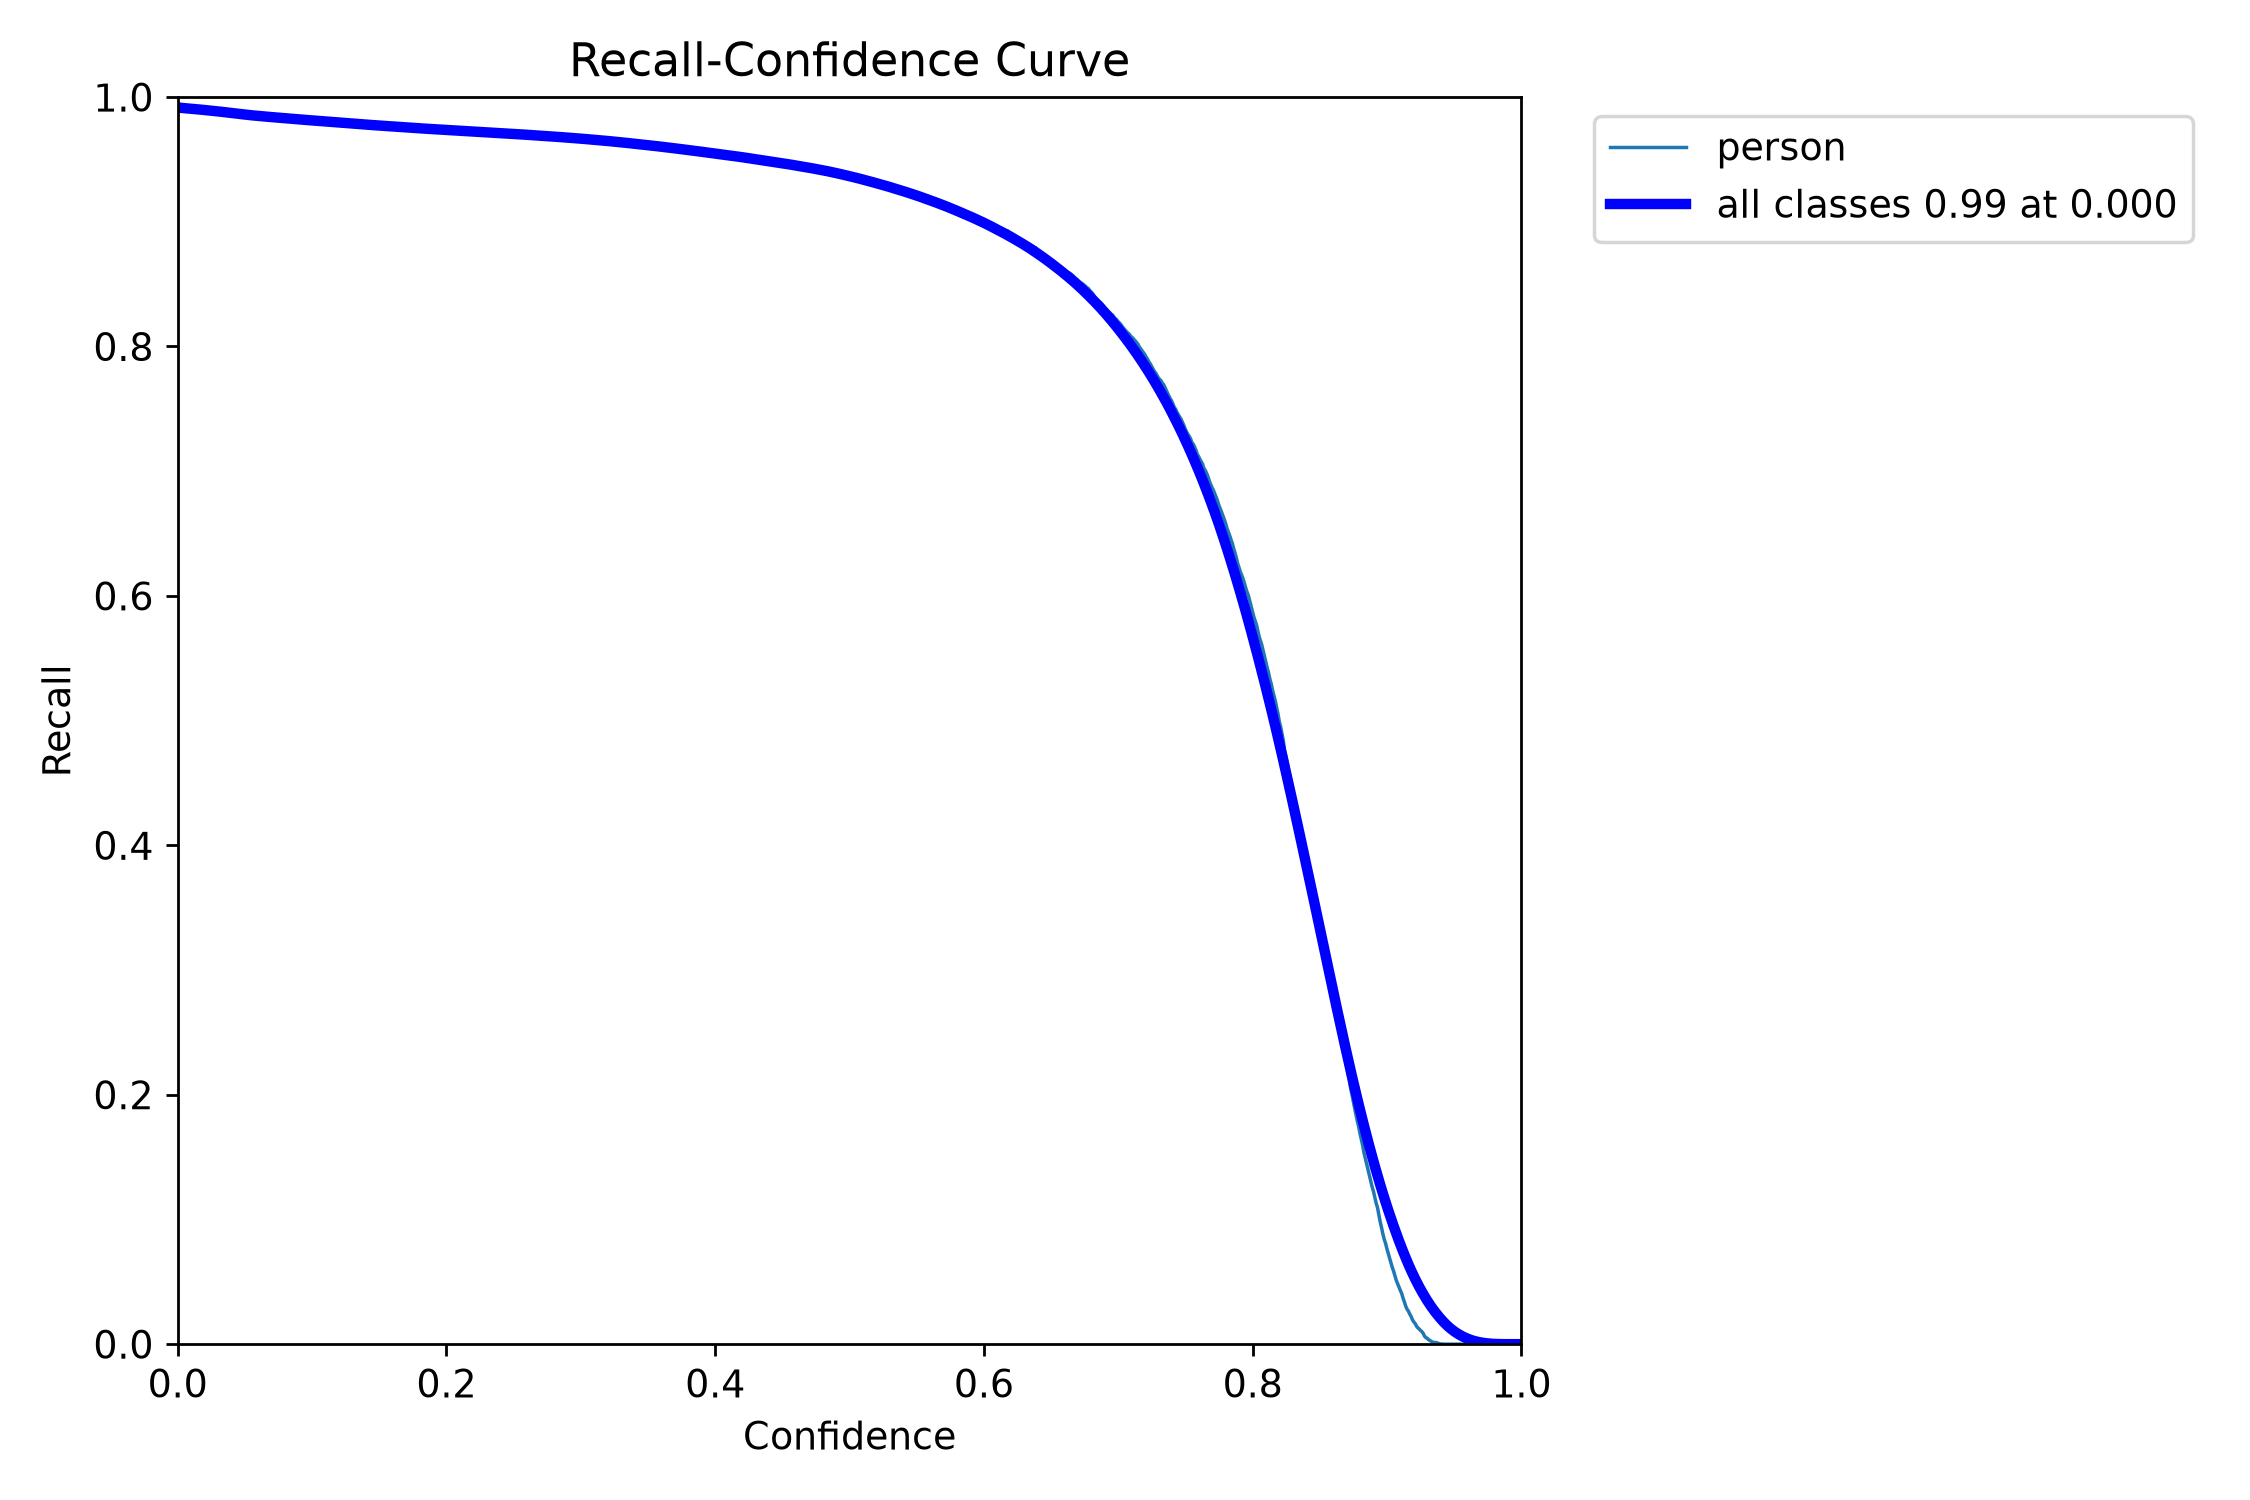 Recall-Confidence Curve
1.0
0.8
0.6
0.4
0.2
0.0
Recall
0.0 0.2 0.4 0.6 0.8 1.0
Confidence
person
all classes 0.99 at 0.000